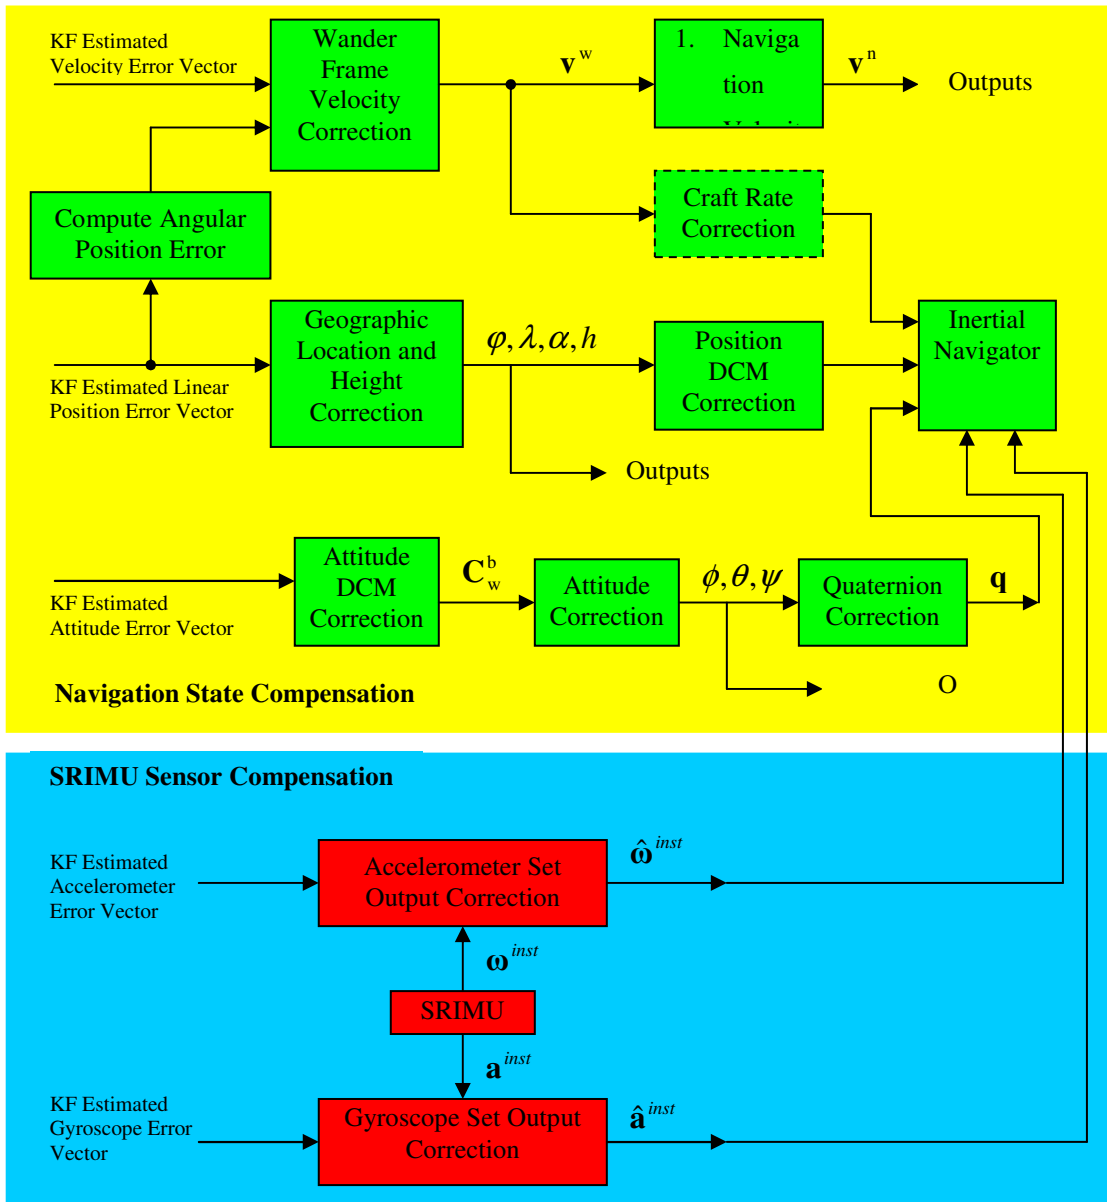 KF Estimated
Velocity Error Vector
Wander
Frame
Velocity
Correction
v^w
1. Naviga
tion
v^n
Outputs
Compute Angular
Position Error
Craft Rate
Correction
KF Estimated Linear
Position Error Vector
Geographic
Location and
Height
Correction
φ, λ, α, h
Position
DCM
Correction
Inertial
Navigator
Outputs
KF Estimated
Attitude Error Vector
Attitude
DCM
Correction
C_w^b
Attitude
Correction
ϕ, θ, ψ
Quaternion
Correction
q
O
Navigation State Compensation
SRIMU Sensor Compensation
KF Estimated
Accelerometer
Error Vector
Accelerometer Set
Output Correction
ω̂^inst
ω^inst
SRIMU
a^inst
KF Estimated
Gyroscope Error
Vector
Gyroscope Set Output
Correction
â^inst